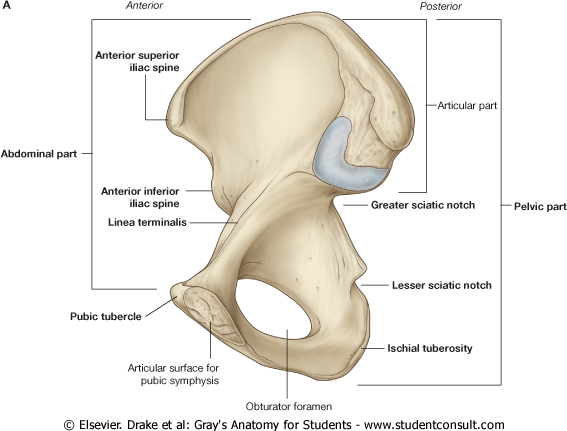 A
Anterior
Posterior
Anterior superior
iliac spine
Articular part
Abdominal part
Anterior inferior
iliac spine
Greater sciatic notch
Pelvic part
Linea terminalis
Lesser sciatic notch
Pubic tubercle
Ischial tuberosity
Articular surface for
pubic symphysis
Obturator foramen
© Elsevier. Drake et al: Gray's Anatomy for Students - www.studentconsult.com